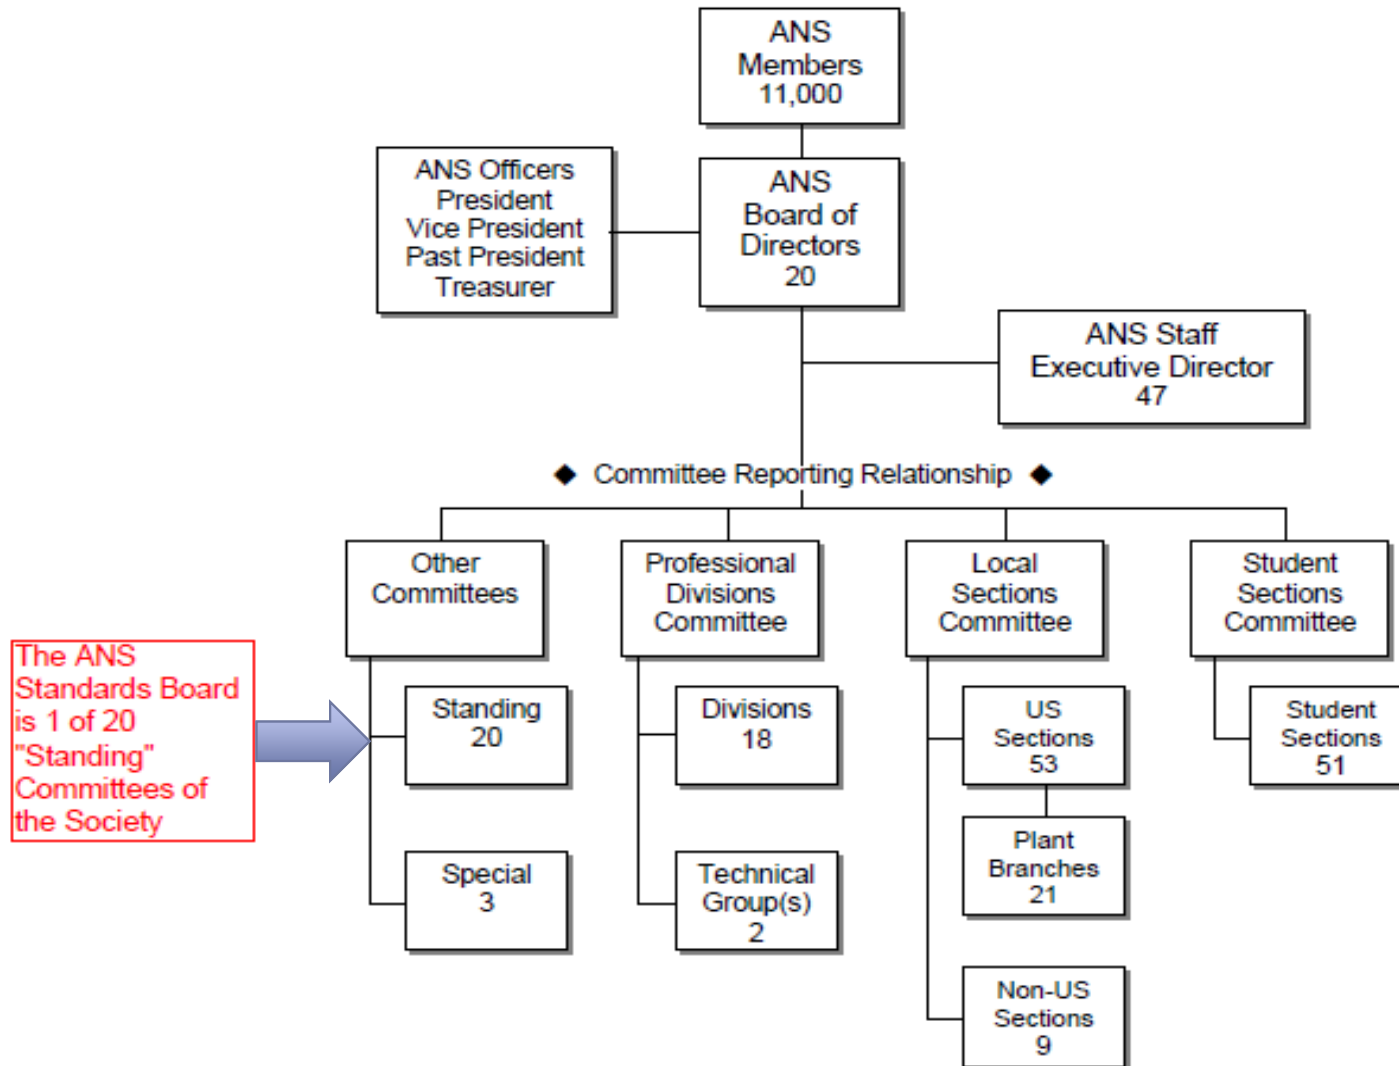 ANS
Members
11,000
ANS Officers
President
Vice President
Past President
Treasurer
ANS
Board of
Directors
20
ANS Staff
Executive Director
47
◆ Committee Reporting Relationship ◆
Other
Committees
Professional
Divisions
Committee
Local
Sections
Committee
Student
Sections
Committee
The ANS
Standards Board
is 1 of 20
"Standing"
Committees of
the Society
Standing
20
Divisions
18
US
Sections
53
Student
Sections
51
Plant
Branches
21
Special
3
Technical
Group(s)
2
Non-US
Sections
9